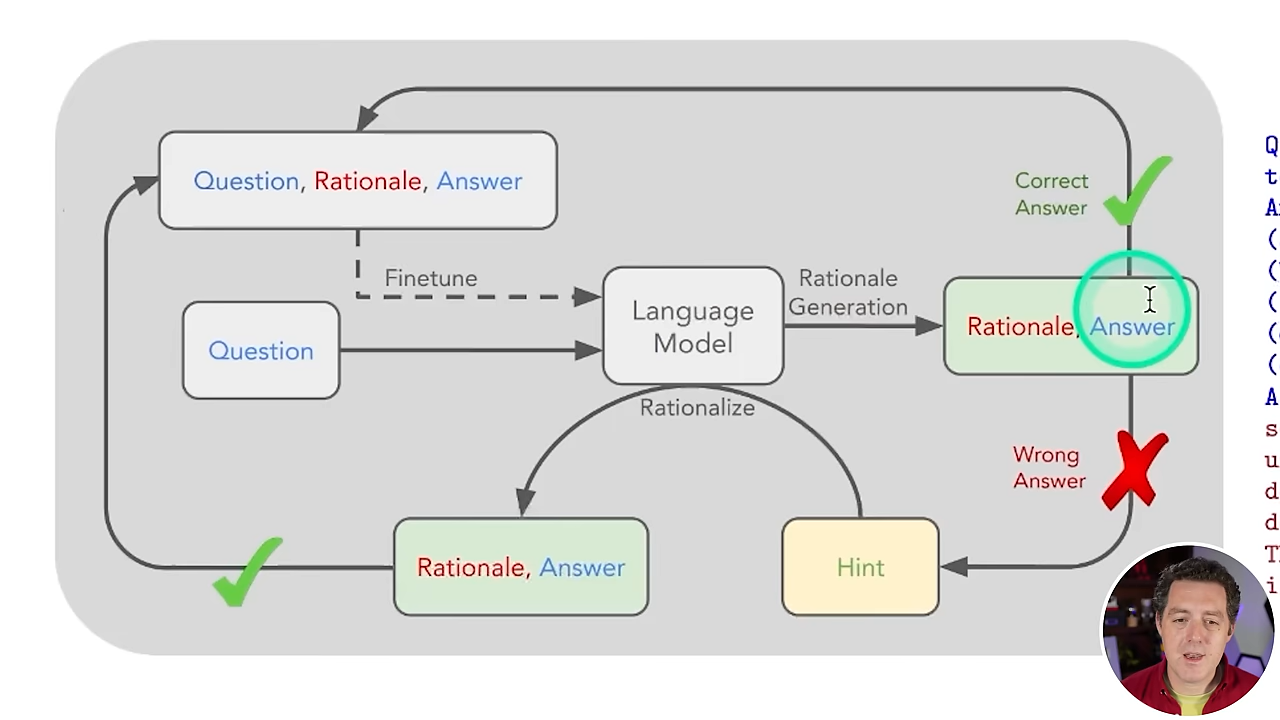 Correct
Answer
Question, Rationale, Answer
Finetune
Rationale
Generation
Language
Model
Question
Rationale, Answer
Rationalize
Wrong
Answer
Rationale, Answer
Hint
Q
t
A
(
(
(
(
(
A
s
u
d
d
T
i